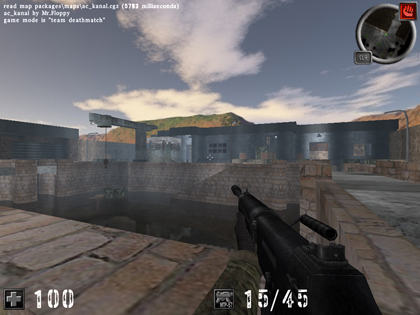 read map packages\maps\ac_kanal.cgz (5793 milliseconds)
ac_kanal by Mr.Floppy
game mode is "team deathmatch"
100
15/45